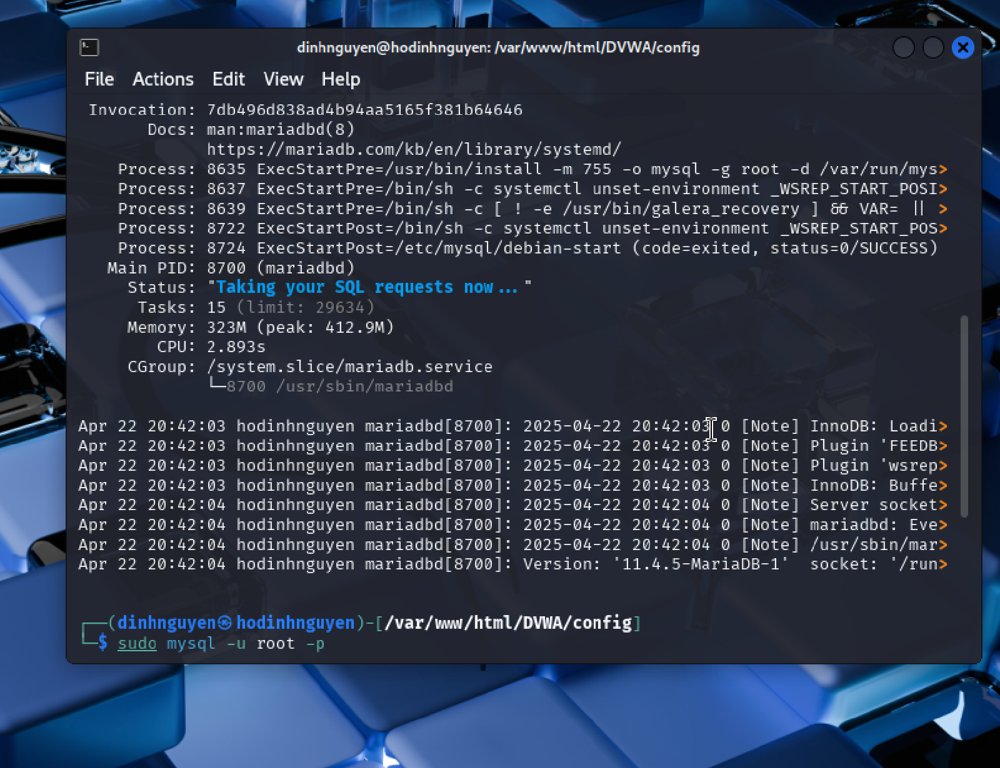 dinhnguyen@hodinhnguyen: /var/www/html/DVWA/config
File Actions Edit View Help
Invocation: 7db496d838ad4b94aa5165f381b64646
Docs: man:mariadbd(8)
https://mariadb.com/kb/en/library/systemd/
Process: 8635 ExecStartPre=/usr/bin/install -m 755 -o mysql -g root -d /var/run/mys>
Process: 8637 ExecStartPre=/bin/sh -c systemctl unset-environment _WSREP_START_POSI>
Process: 8639 ExecStartPre=/bin/sh -c [ ! -e /usr/bin/galera_recovery ] && VAR= || >
Process: 8722 ExecStartPost=/bin/sh -c systemctl unset-environment _WSREP_START_POS>
Process: 8724 ExecStartPost=/etc/mysql/debian-start (code=exited, status=0/SUCCESS)
Main PID: 8700 (mariadbd)
Status: "Taking your SQL requests now..."
Tasks: 15 (limit: 29634)
Memory: 323M (peak: 412.9M)
CPU: 2.893s
CGroup: /system.slice/mariadb.service
└─8700 /usr/sbin/mariadbd
Apr 22 20:42:03 hodinhnguyen mariadbd[8700]: 2025-04-22 20:42:03 0 [Note] InnoDB: Loadi>
Apr 22 20:42:03 hodinhnguyen mariadbd[8700]: 2025-04-22 20:42:03 0 [Note] Plugin 'FEEDB>
Apr 22 20:42:03 hodinhnguyen mariadbd[8700]: 2025-04-22 20:42:03 0 [Note] Plugin 'wsrep>
Apr 22 20:42:03 hodinhnguyen mariadbd[8700]: 2025-04-22 20:42:03 0 [Note] InnoDB: Buffe>
Apr 22 20:42:04 hodinhnguyen mariadbd[8700]: 2025-04-22 20:42:04 0 [Note] Server socket>
Apr 22 20:42:04 hodinhnguyen mariadbd[8700]: 2025-04-22 20:42:04 0 [Note] mariadbd: Eve>
Apr 22 20:42:04 hodinhnguyen mariadbd[8700]: 2025-04-22 20:42:04 0 [Note] /usr/sbin/mar>
Apr 22 20:42:04 hodinhnguyen mariadbd[8700]: Version: '11.4.5-MariaDB-1'  socket: '/run>
┌──(dinhnguyen㉿hodinhnguyen)-[/var/www/html/DVWA/config]
└─$ sudo mysql -u root -p